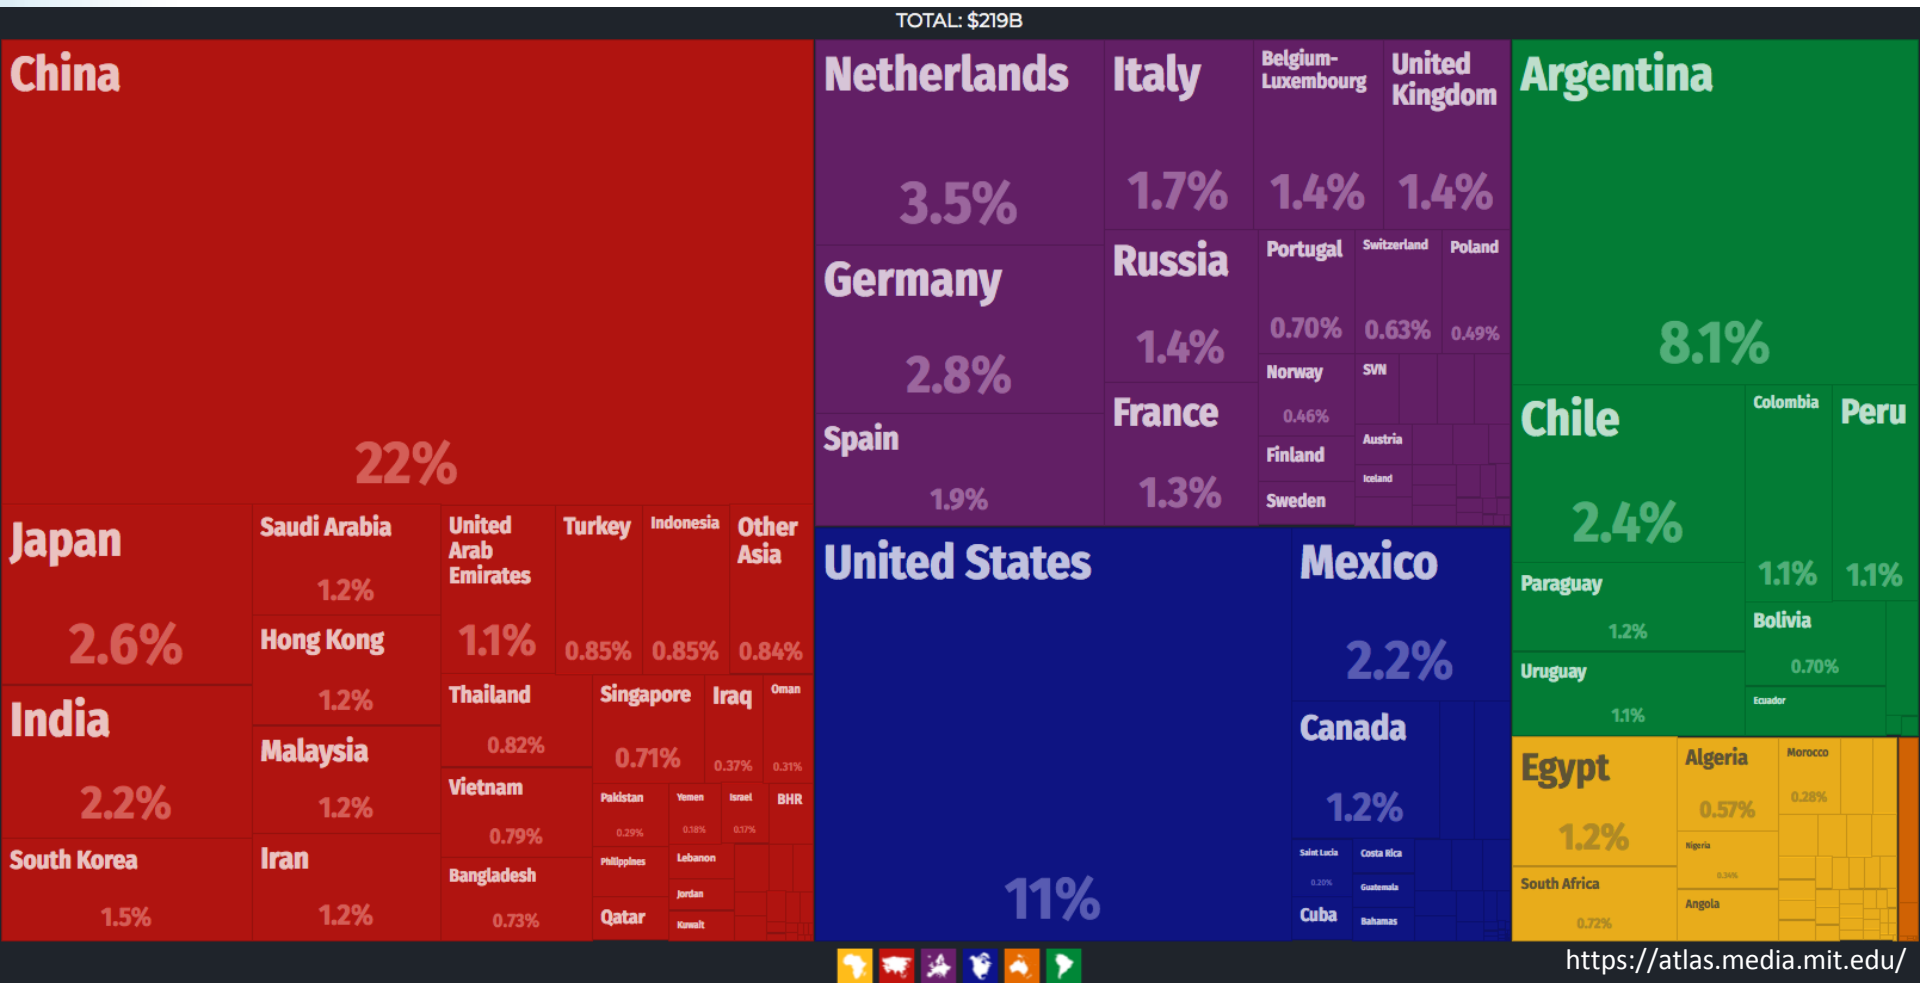 TOTAL: $219B
China
22%
Japan
2.6%
India
2.2%
South Korea
1.5%
Saudi Arabia
1.2%
Hong Kong
1.2%
Malaysia
1.2%
Iran
1.2%
United
Arab
Emirates
1.1%
Turkey
0.85%
Indonesia
0.85%
Other
Asia
0.84%
Thailand
0.82%
Vietnam
0.79%
Bangladesh
0.73%
Singapore
0.71%
Iraq
0.37%
Oman
0.31%
Pakistan
0.29%
Yemen
0.18%
Israel
0.17%
BHR
Philippines
Qatar
Lebanon
Jordan
Kuwait
Netherlands
3.5%
Germany
2.8%
Spain
1.9%
Italy
1.7%
Belgium-
Luxembourg
1.4%
United
Kingdom
1.4%
Russia
1.4%
France
1.3%
Portugal
0.70%
Switzerland
0.63%
Poland
0.49%
Norway
0.46%
Finland
Sweden
SVN
Austria
Iceland
United States
11%
Mexico
2.2%
Canada
1.2%
Saint Lucia
0.20%
Cuba
Costa Rica
Guatemala
Bahamas
Argentina
8.1%
Chile
2.4%
Paraguay
1.2%
Uruguay
1.1%
Colombia
1.1%
Peru
1.1%
Bolivia
0.70%
Ecuador
Egypt
1.2%
South Africa
0.72%
Algeria
0.57%
Nigeria
0.34%
Angola
Morocco
0.28%
https://atlas.media.mit.edu/